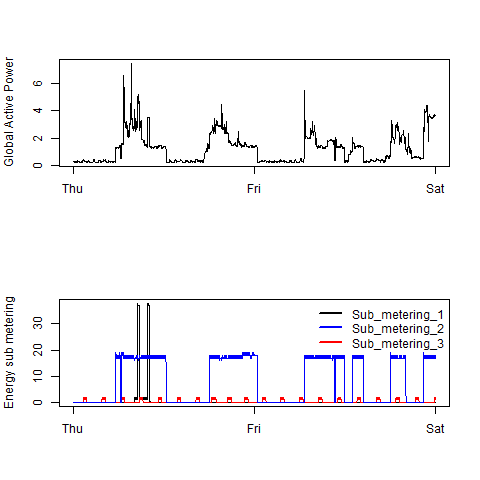 Global Active Power
6
4
2
0
Thu Fri Sat
Energy sub metering
30
20
10
0
Sub_metering_1
Sub_metering_2
Sub_metering_3
Thu Fri Sat